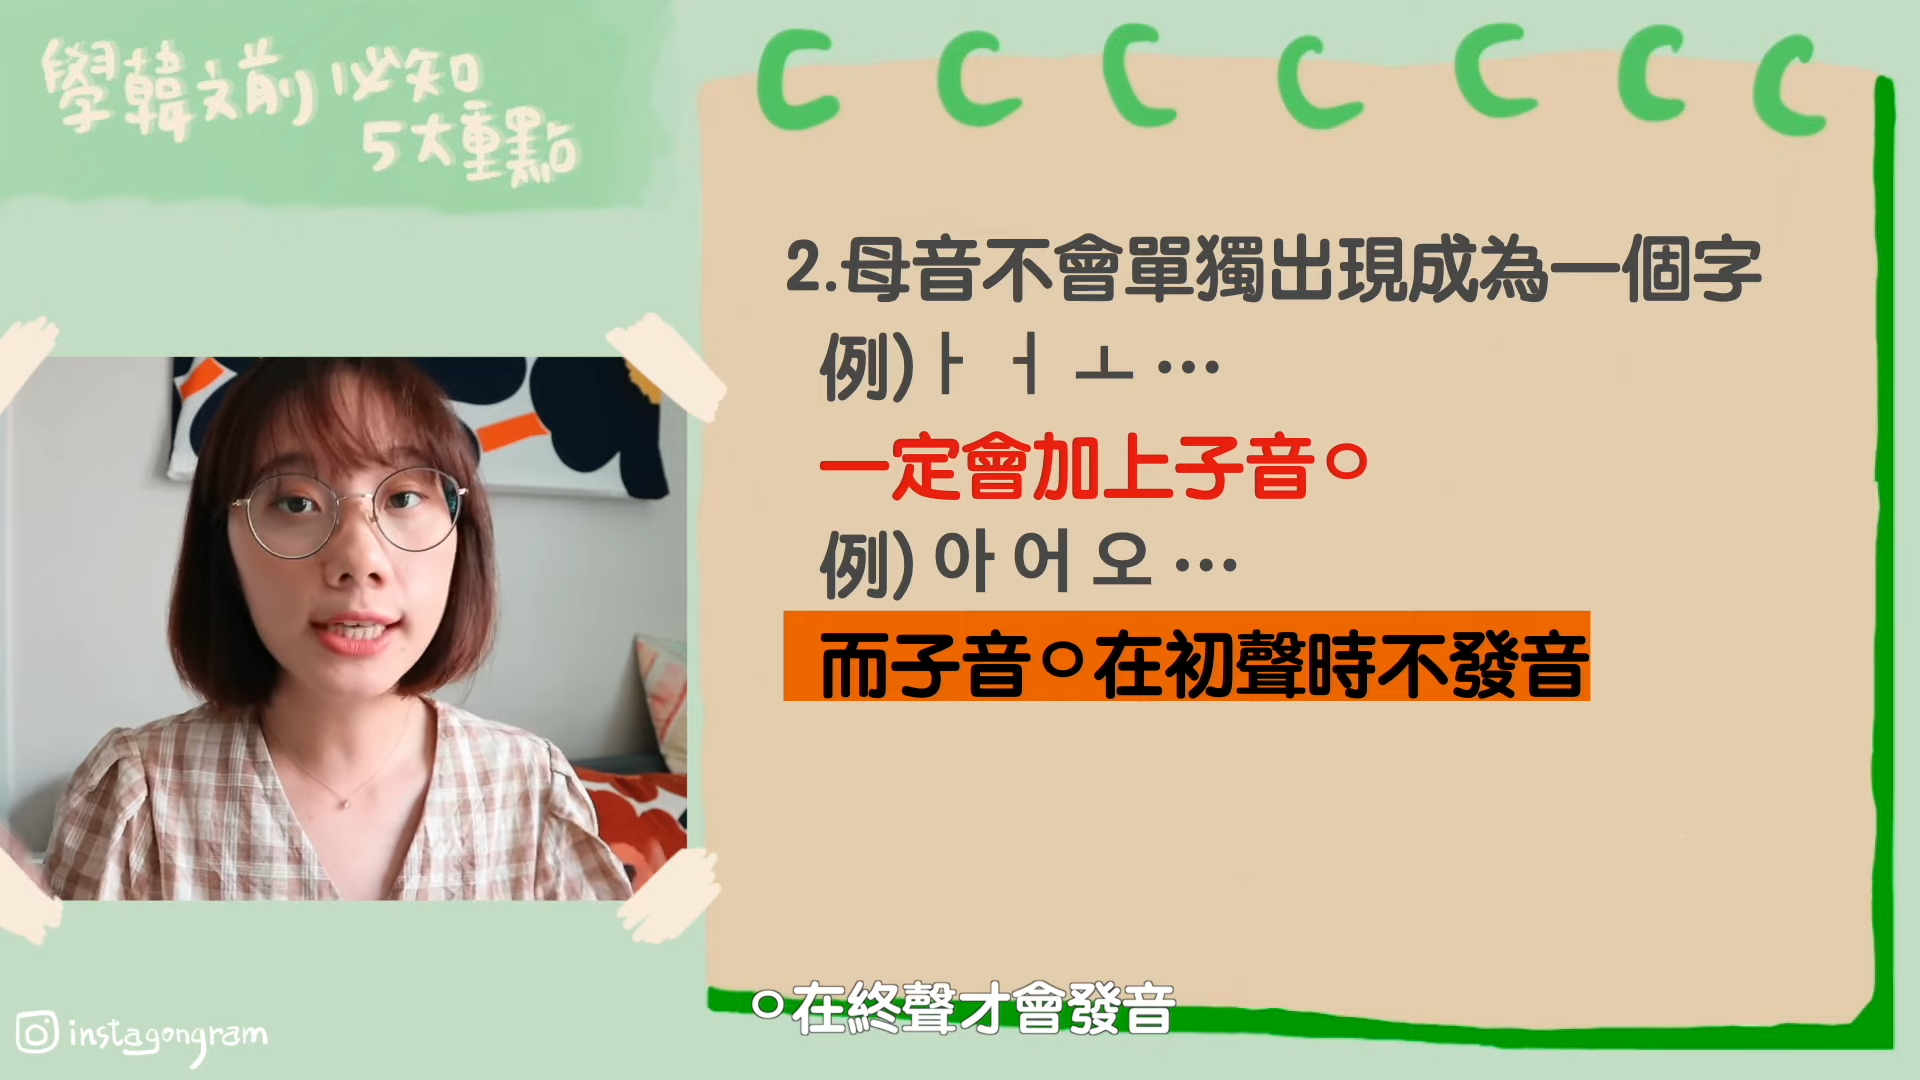 學韓文前必知
5大重點
2.母音不會單獨出現成為一個字
例)ㅏ ㅓ ㅗ …
一定會加上子音ㅇ
例) 아 어 오 …
而子音ㅇ在初聲時不發音
ㅇ在終聲才會發音
instagongram